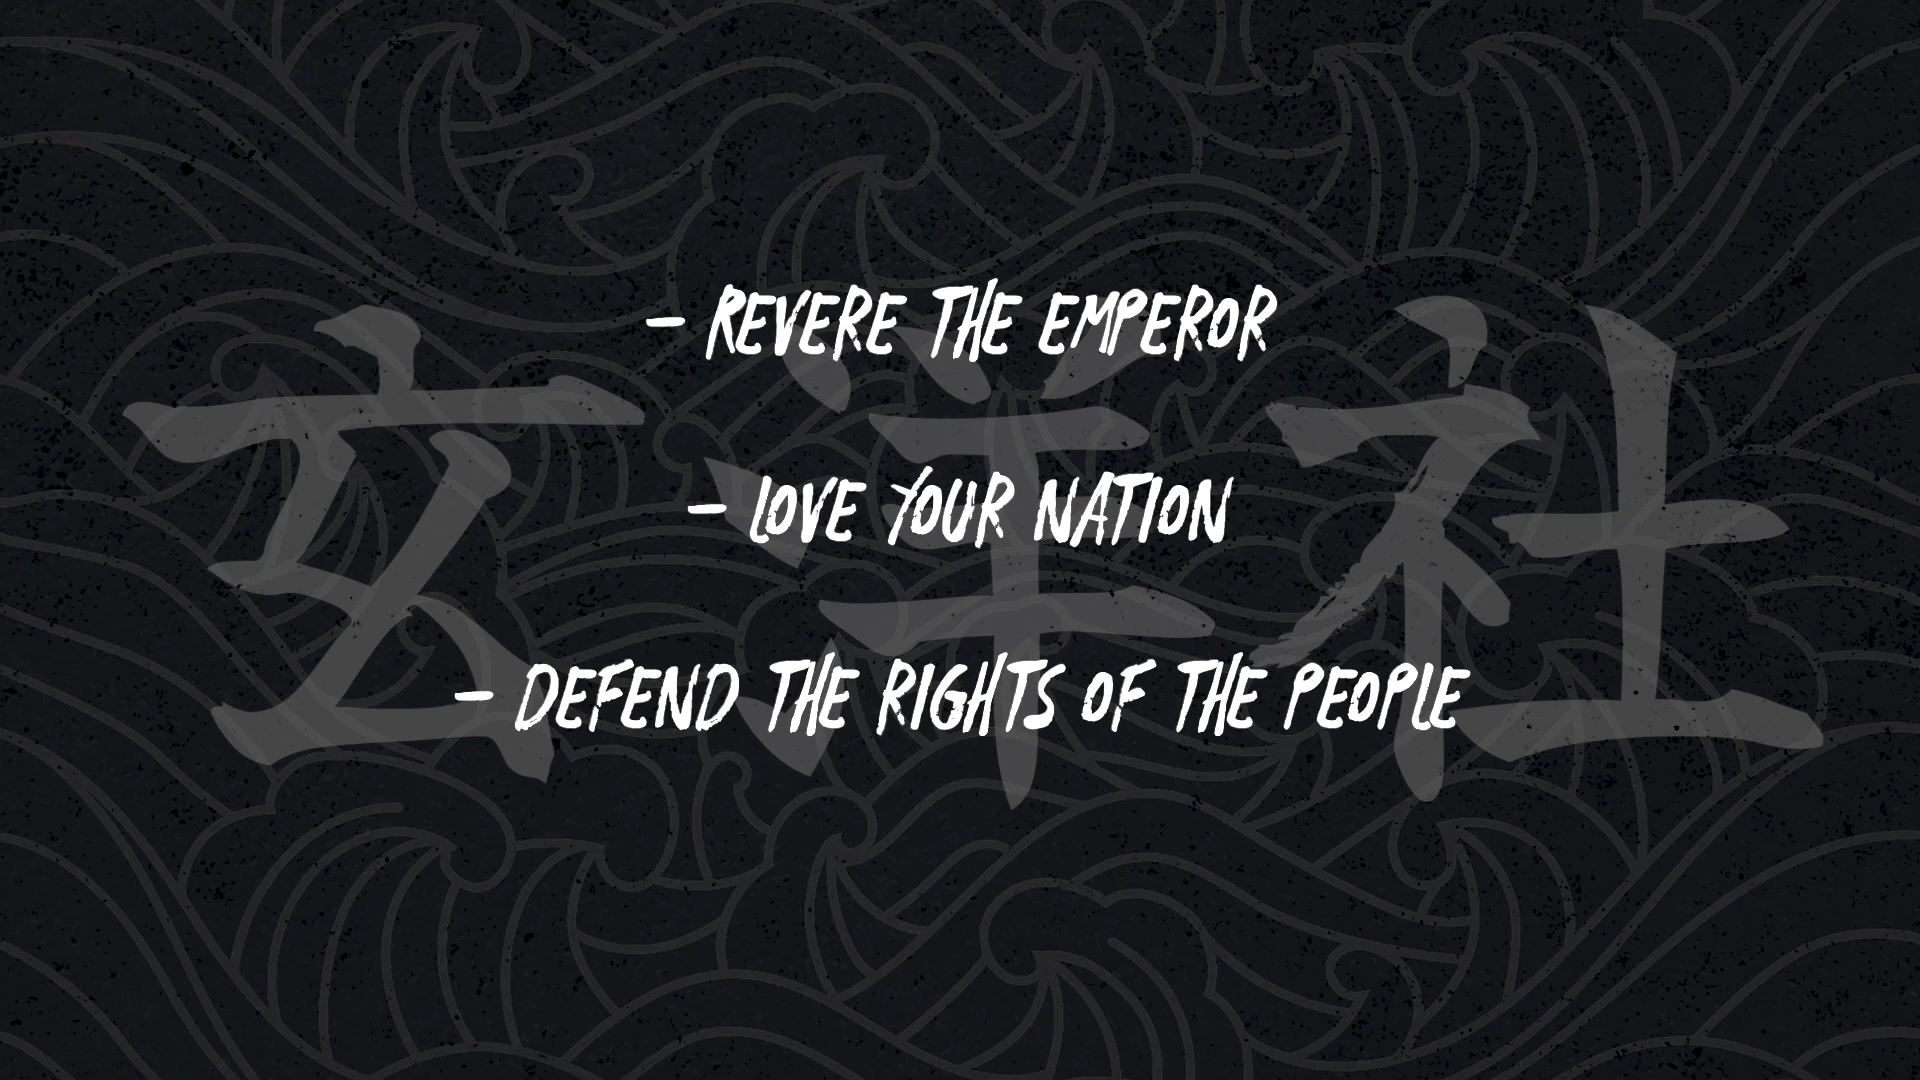 玄洋社
– REVERE THE EMPEROR
– LOVE YOUR NATION
– DEFEND THE RIGHTS OF THE PEOPLE